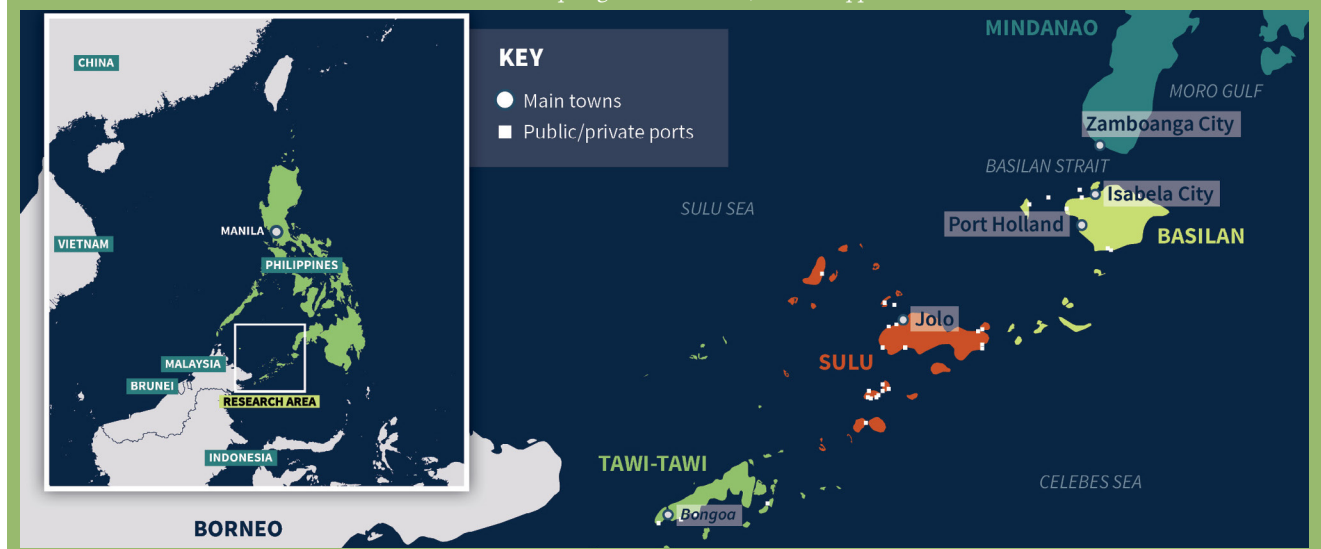 CHINA
VIETNAM
MANILA
PHILIPPINES
MALAYSIA
BRUNEI
RESEARCH AREA
INDONESIA
BORNEO
KEY
Main towns
Public/private ports
MINDANAO
MORO GULF
Zamboanga City
BASILAN STRAIT
SULU SEA
Isabela City
Port Holland
BASILAN
Jolo
SULU
TAWI-TAWI
CELEBES SEA
Bongoa